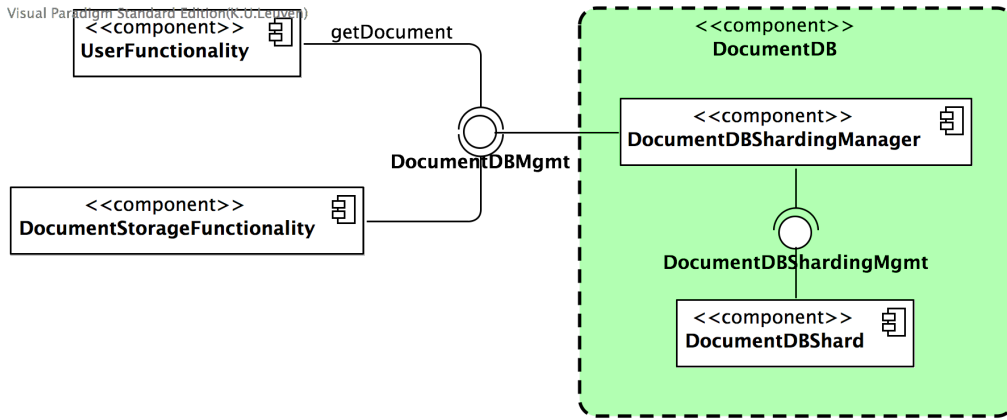 Visual Paradigm Standard Edition(K.U.Leuven)
<<component>>
UserFunctionality
getDocument
<<component>>
DocumentDB
<<component>>
DocumentDBShardingManager
DocumentDBMgmt
<<component>>
DocumentStorageFunctionality
DocumentDBShardingMgmt
<<component>>
DocumentDBShard